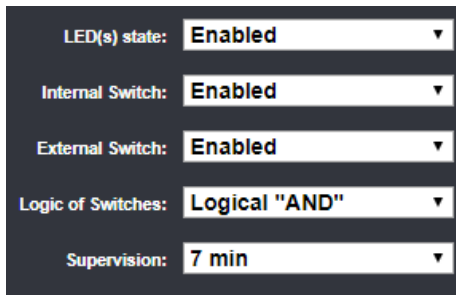 LED(s) state: Enabled
Internal Switch: Enabled
External Switch: Enabled
Logic of Switches: Logical "AND"
Supervision: 7 min